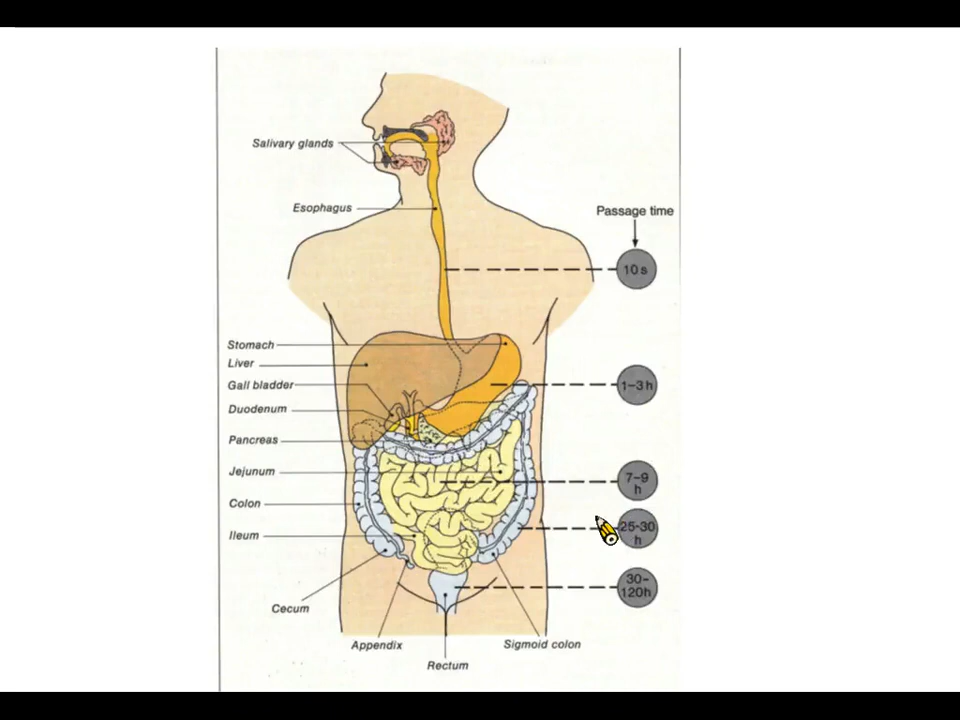 Salivary glands
Esophagus
Passage time
10 s
Stomach
Liver
1–3 h
Gall bladder
Duodenum
Pancreas
Jejunum
7–9
h
Colon
25-30
h
Ileum
30–
120h
Cecum
Appendix
Sigmoid colon
Rectum